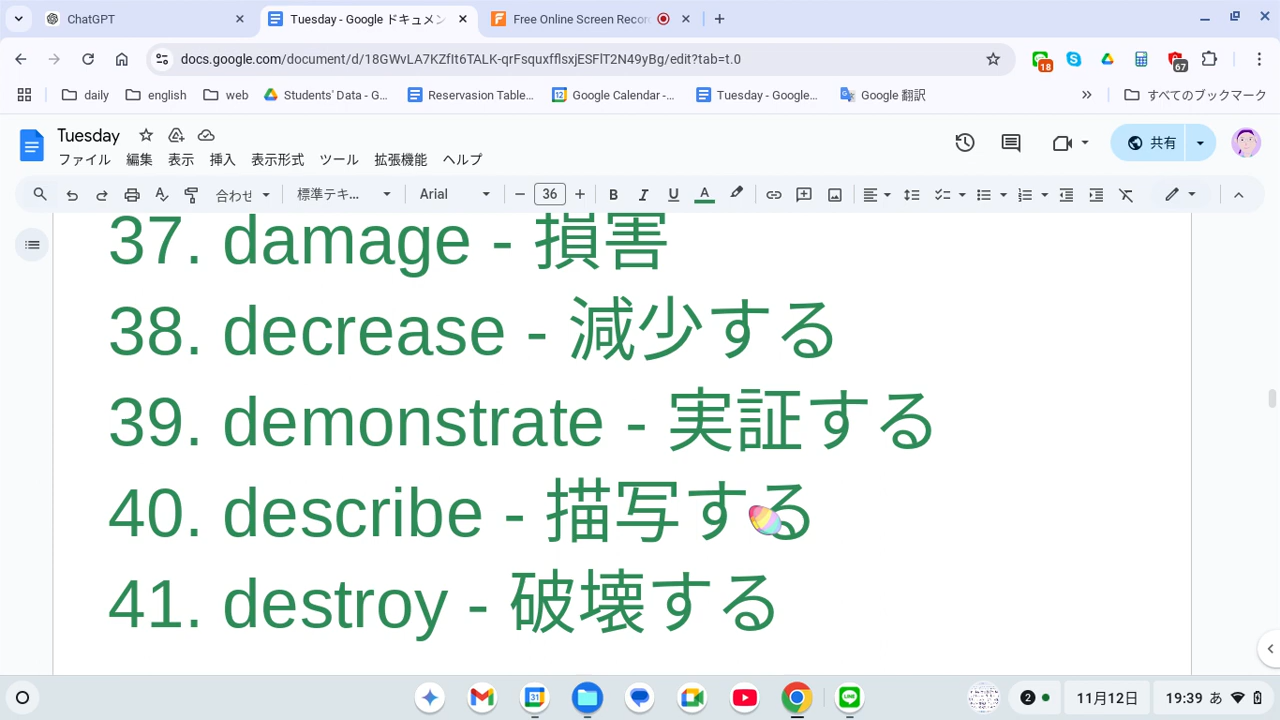 ChatGPT
Tuesday - Google ドキュメン
Free Online Screen Recor
docs.google.com/document/d/
/edit?tab=t.0
18
67
daily
english
web
Students' Data - G...
Reservasion Table...
Google Calendar -...
Tuesday - Google...
Google 翻訳
すべてのブックマーク
Tuesday
ファイル 編集 表示 挿入 表示形式 ツール 拡張機能 ヘルプ
共有
合わせ
標準テキ...
Arial
36
37. damage - 損害
38. decrease - 減少する
39. demonstrate - 実証する
40. describe - 描写する
41. destroy - 破壊する
31
2
11月12日
19:39 あ